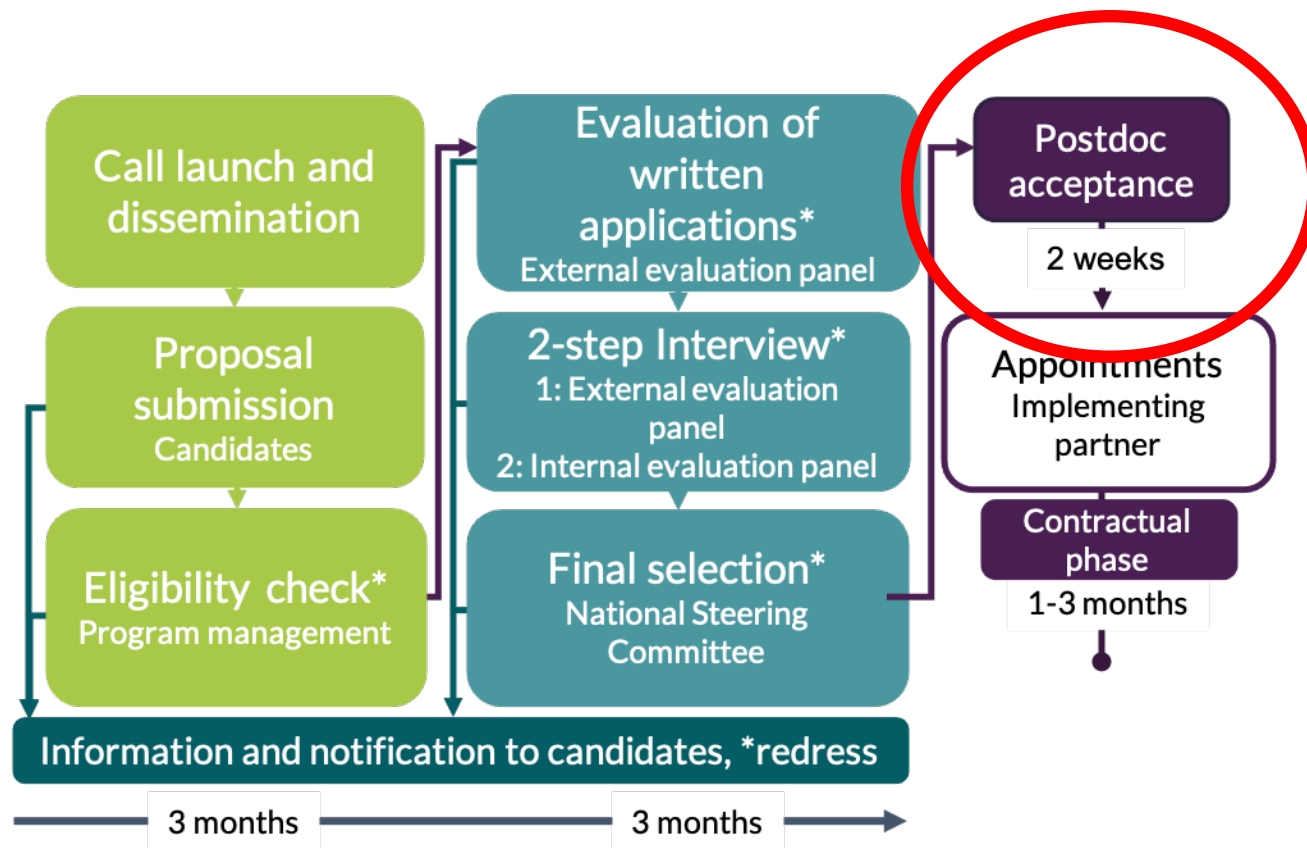 Call launch and
dissemination
Proposal
submission
Candidates
Eligibility check*
Program management
Evaluation of
written
applications*
External evaluation panel
2-step Interview*
1: External evaluation
panel
2: Internal evaluation panel
Final selection*
National Steering
Committee
Postdoc
acceptance
2 weeks
Appointments
Implementing
partner
Contractual
phase
1-3 months
Information and notification to candidates, *redress
3 months
3 months